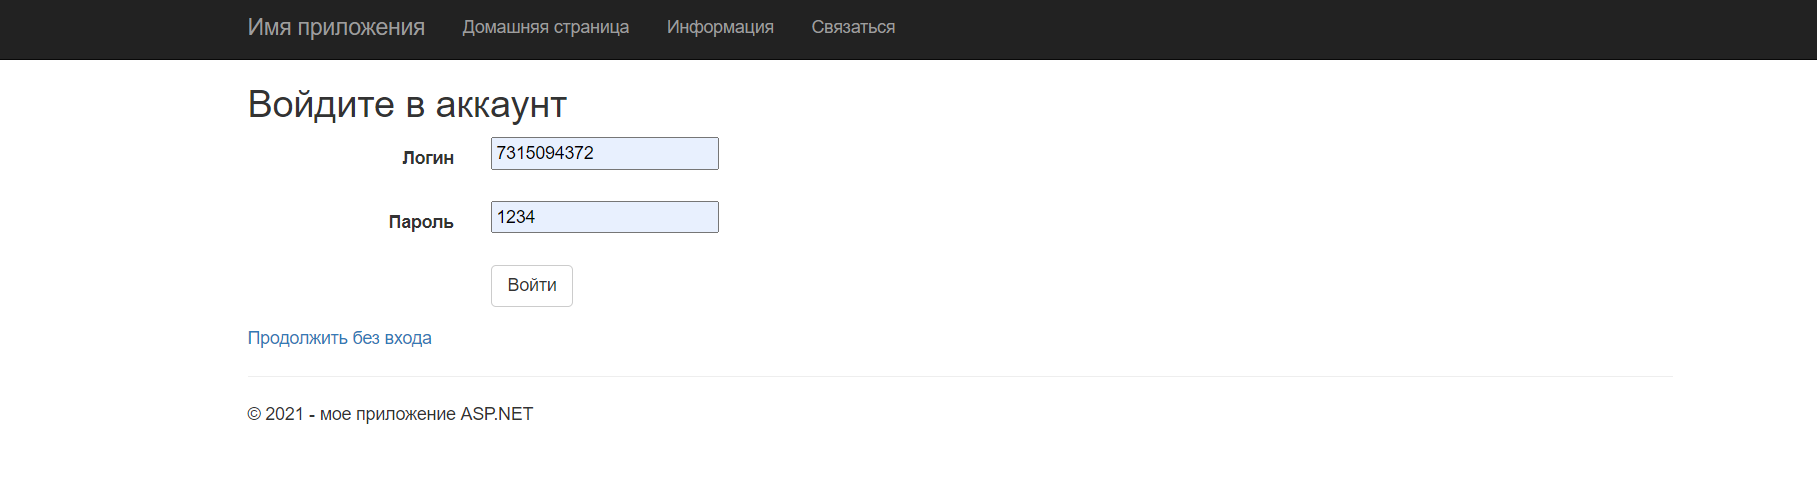 Имя приложения Домашняя страница Информация Связаться
Войдите в аккаунт
Логин 7315094372
Пароль 1234
Войти
Продолжить без входа
© 2021 - мое приложение ASP.NET